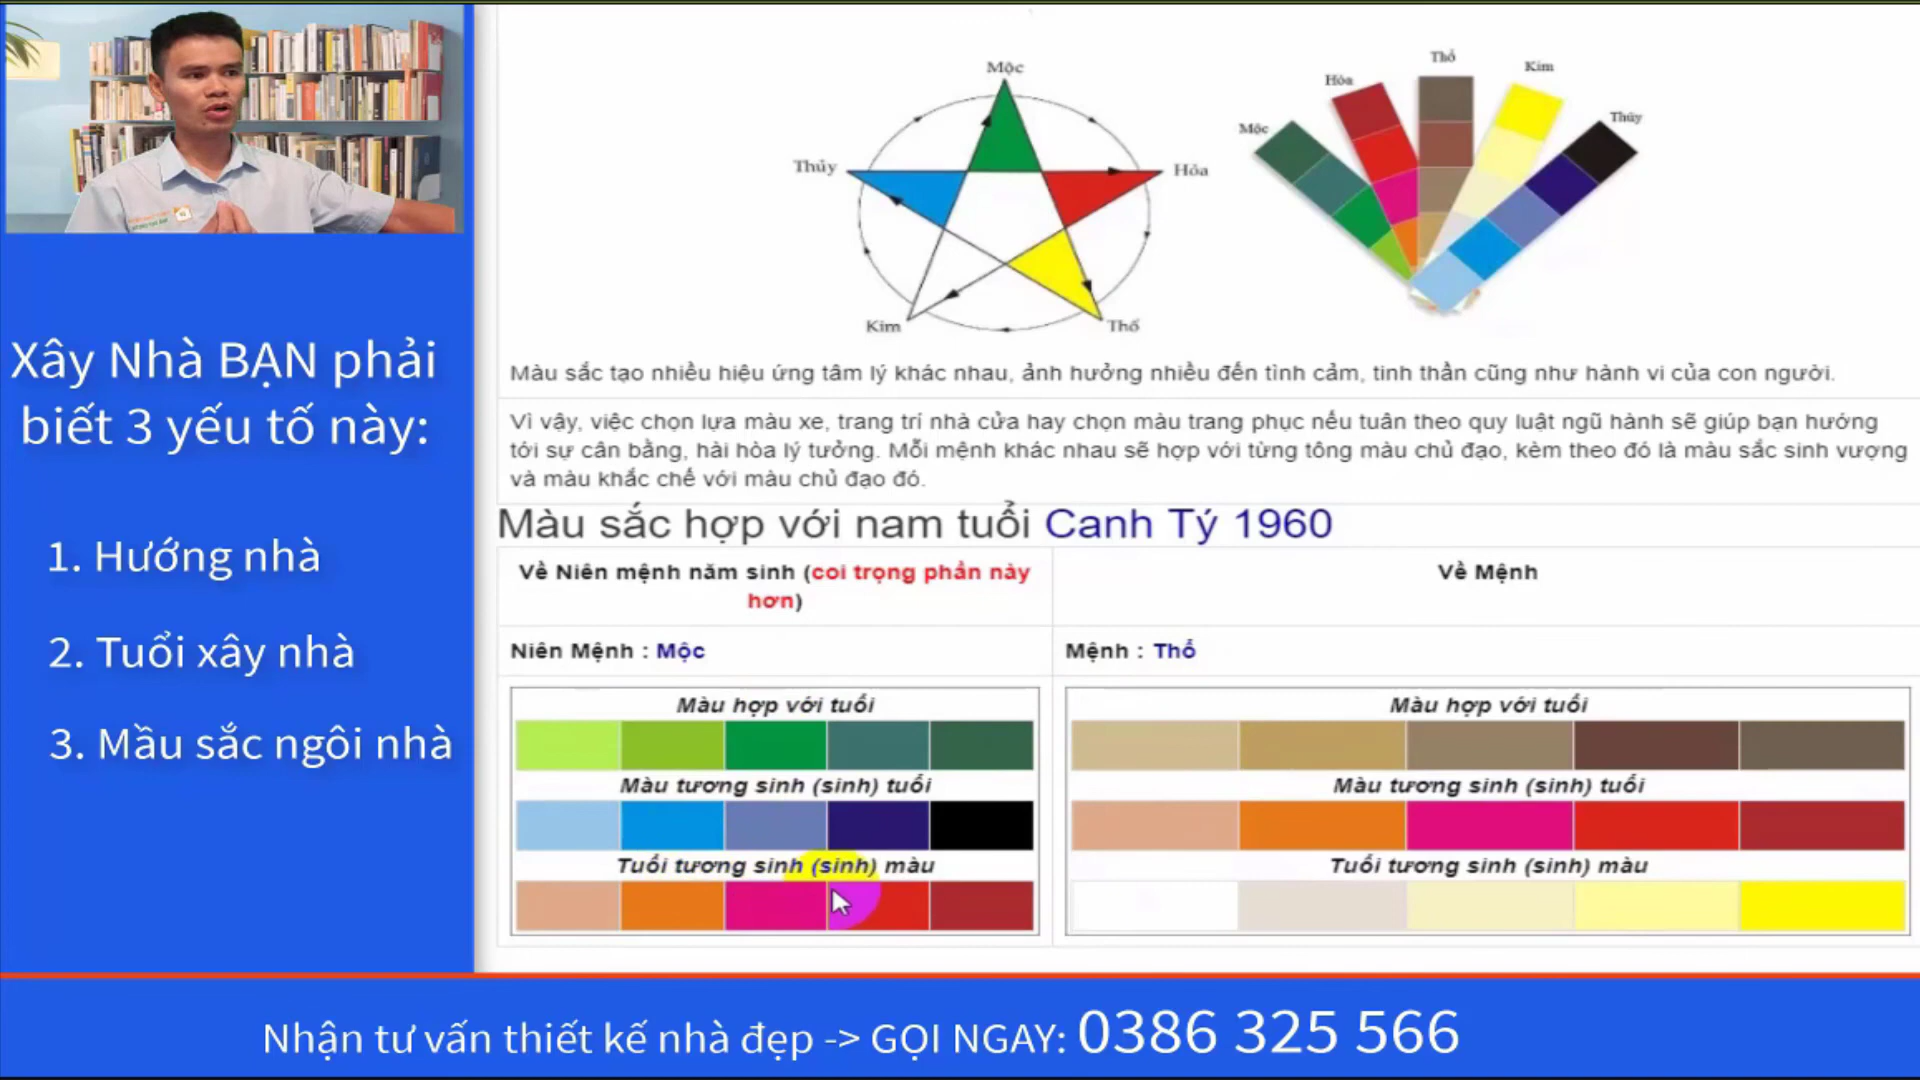 Xây Nhà BẠN phải
biết 3 yếu tố này:
1. Hướng nhà
2. Tuổi xây nhà
3. Mầu sắc ngôi nhà
Mộc
Thủy
Hỏa
Kim
Thổ
Mộc
Hỏa
Thổ
Kim
Thủy
Màu sắc tạo nhiều hiệu ứng tâm lý khác nhau, ảnh hưởng nhiều đến tình cảm, tinh thần cũng như hành vi của con người.
Vì vậy, việc chọn lựa màu xe, trang trí nhà cửa hay chọn màu trang phục nếu tuân theo quy luật ngũ hành sẽ giúp bạn hướng
tới sự cân bằng, hài hòa lý tưởng. Mỗi mệnh khác nhau sẽ hợp với từng tông màu chủ đạo, kèm theo đó là màu sắc sinh vượng
và màu khắc chế với màu chủ đạo đó.
Màu sắc hợp với nam tuổi Canh Tý 1960
Về Niên mệnh năm sinh (coi trọng phần này
hơn)
Về Mệnh
Niên Mệnh : Mộc
Mệnh : Thổ
Màu hợp với tuổi
Màu tương sinh (sinh) tuổi
Tuổi tương sinh (sinh) màu
Màu hợp với tuổi
Màu tương sinh (sinh) tuổi
Tuổi tương sinh (sinh) màu
Nhận tư vấn thiết kế nhà đẹp -> GỌI NGAY: 0386 325 566